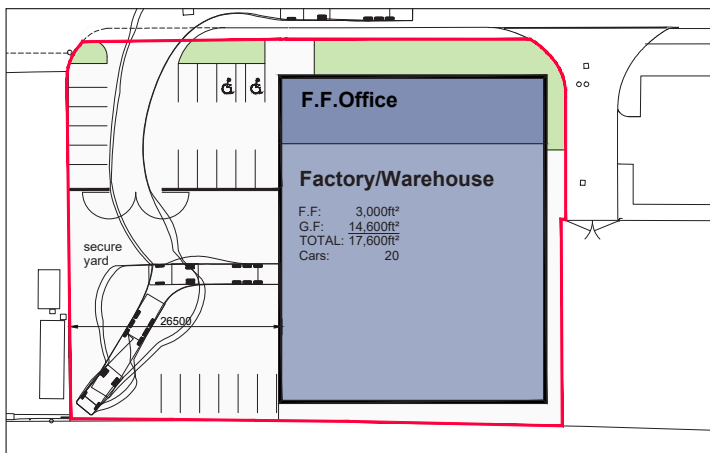 F.F.Office
Factory/Warehouse
F.F: 3,000ft²
G.F: 14,600ft²
TOTAL: 17,600ft²
Cars: 20
secure
yard
26500